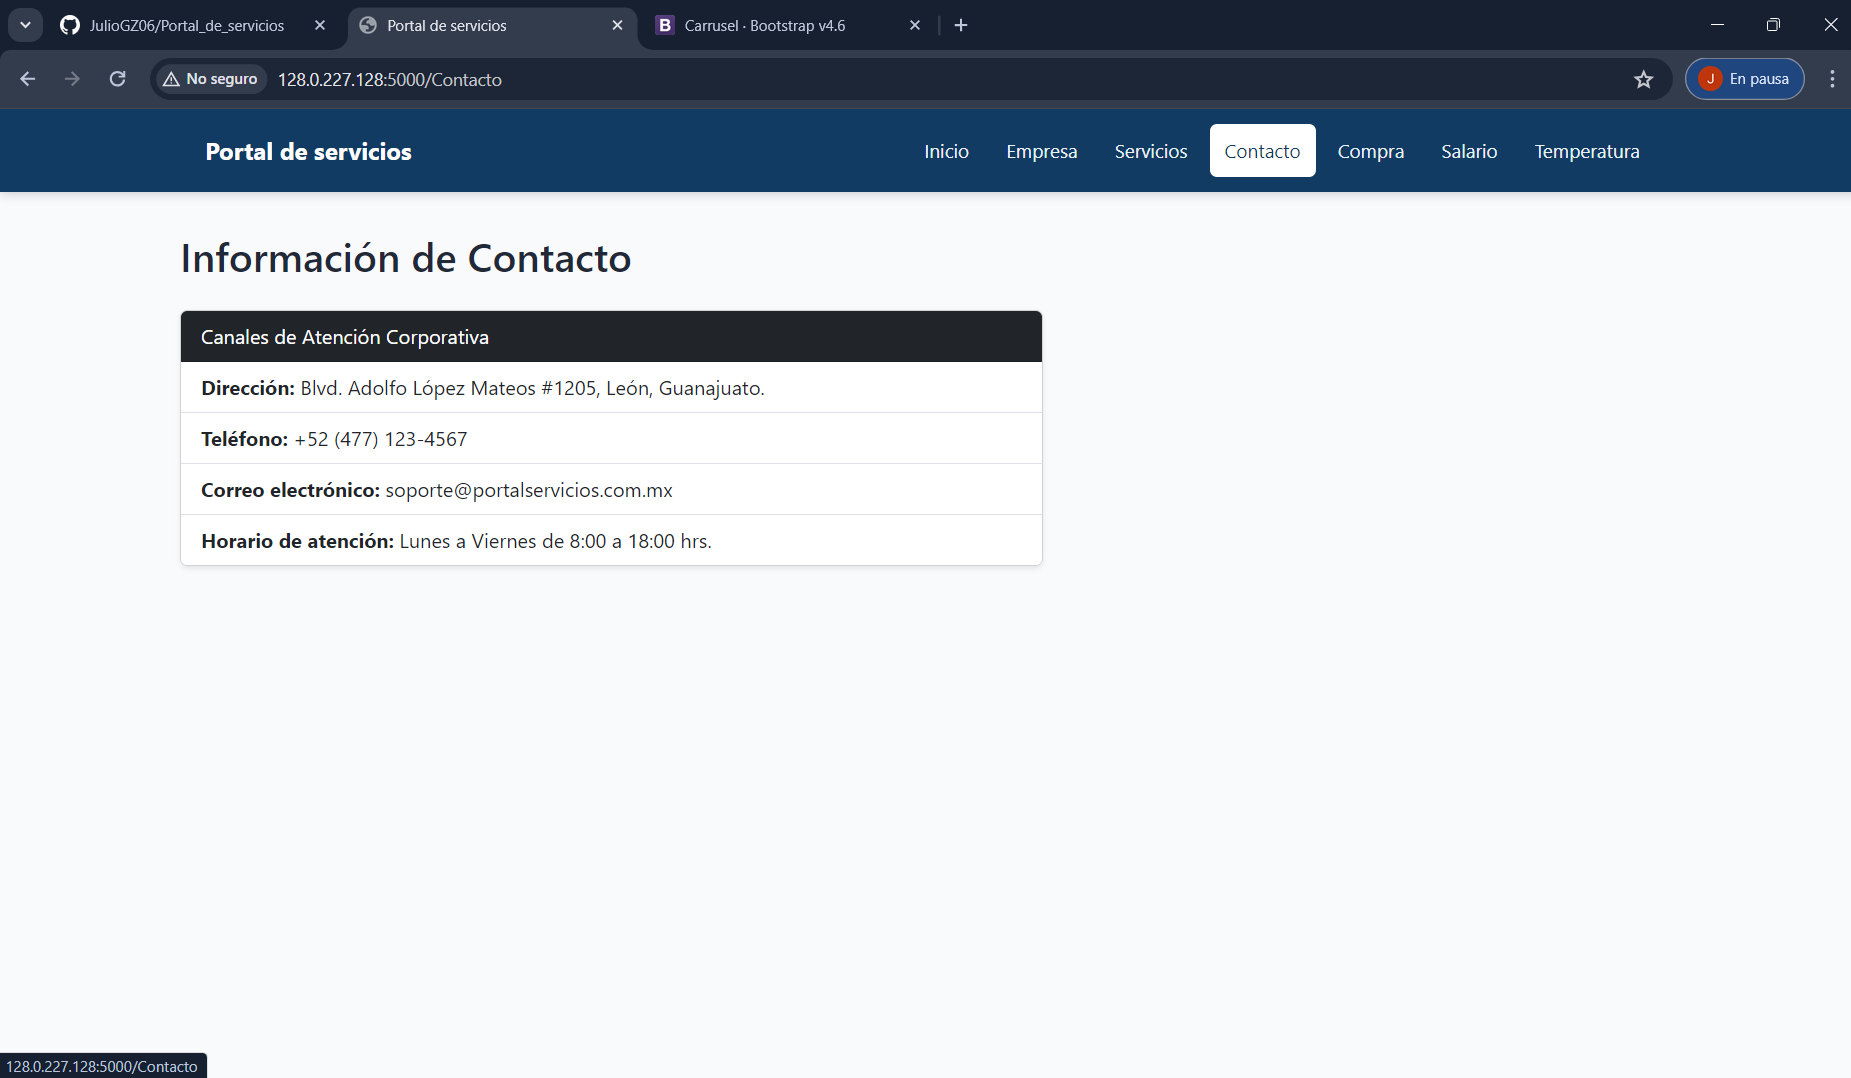 JulioGZ06/Portal_de_servicios
Portal de servicios
B Carrusel · Bootstrap v4.6
No seguro 128.0.227.128:5000/Contacto
J En pausa
Portal de servicios
Inicio Empresa Servicios Contacto Compra Salario Temperatura
Información de Contacto
Canales de Atención Corporativa
Dirección: Blvd. Adolfo López Mateos #1205, León, Guanajuato.
Teléfono: +52 (477) 123-4567
Correo electrónico: soporte@portalservicios.com.mx
Horario de atención: Lunes a Viernes de 8:00 a 18:00 hrs.
128.0.227.128:5000/Contacto